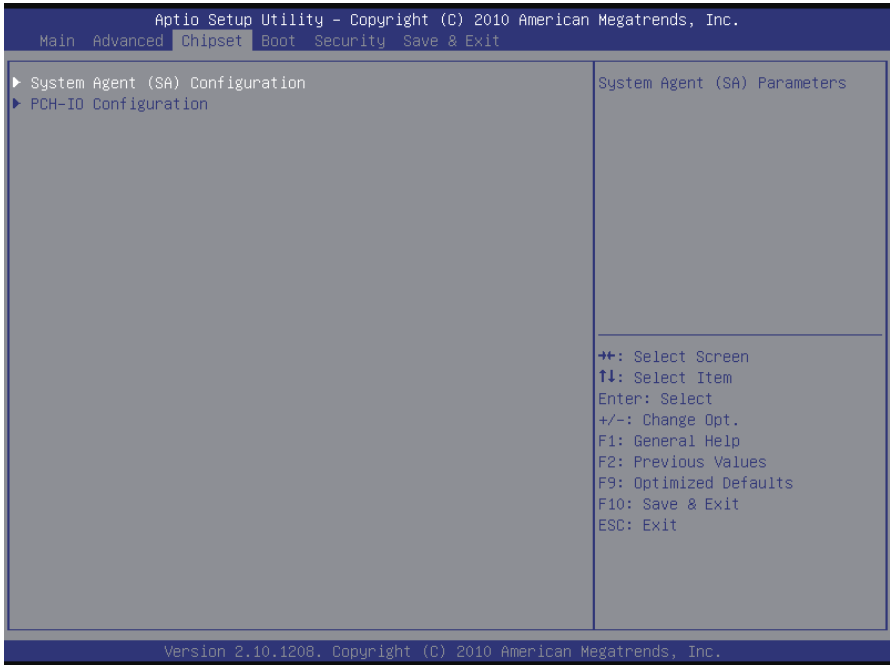 Aptio Setup Utility – Copyright (C) 2010 American Megatrends, Inc.
Main Advanced Chipset Boot Security Save & Exit
▶ System Agent (SA) Configuration
▶ PCH-IO Configuration
System Agent (SA) Parameters
→←: Select Screen
↑↓: Select Item
Enter: Select
+/-: Change Opt.
F1: General Help
F2: Previous Values
F9: Optimized Defaults
F10: Save & Exit
ESC: Exit
Version 2.10.1208. Copyright (C) 2010 American Megatrends, Inc.